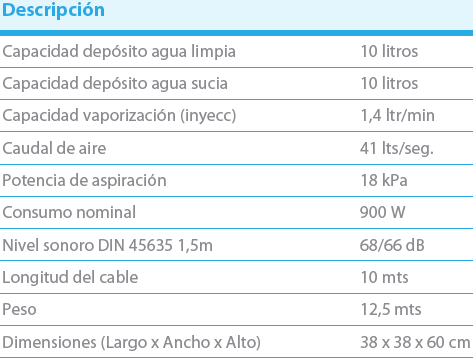 Descripción
Capacidad depósito agua limpia 10 litros
Capacidad depósito agua sucia 10 litros
Capacidad vaporización (inyecc) 1,4 ltr/min
Caudal de aire 41 lts/seg.
Potencia de aspiración 18 kPa
Consumo nominal 900 W
Nivel sonoro DIN 45635 1,5m 68/66 dB
Longitud del cable 10 mts
Peso 12,5 mts
Dimensiones (Largo x Ancho x Alto) 38 x 38 x 60 cm